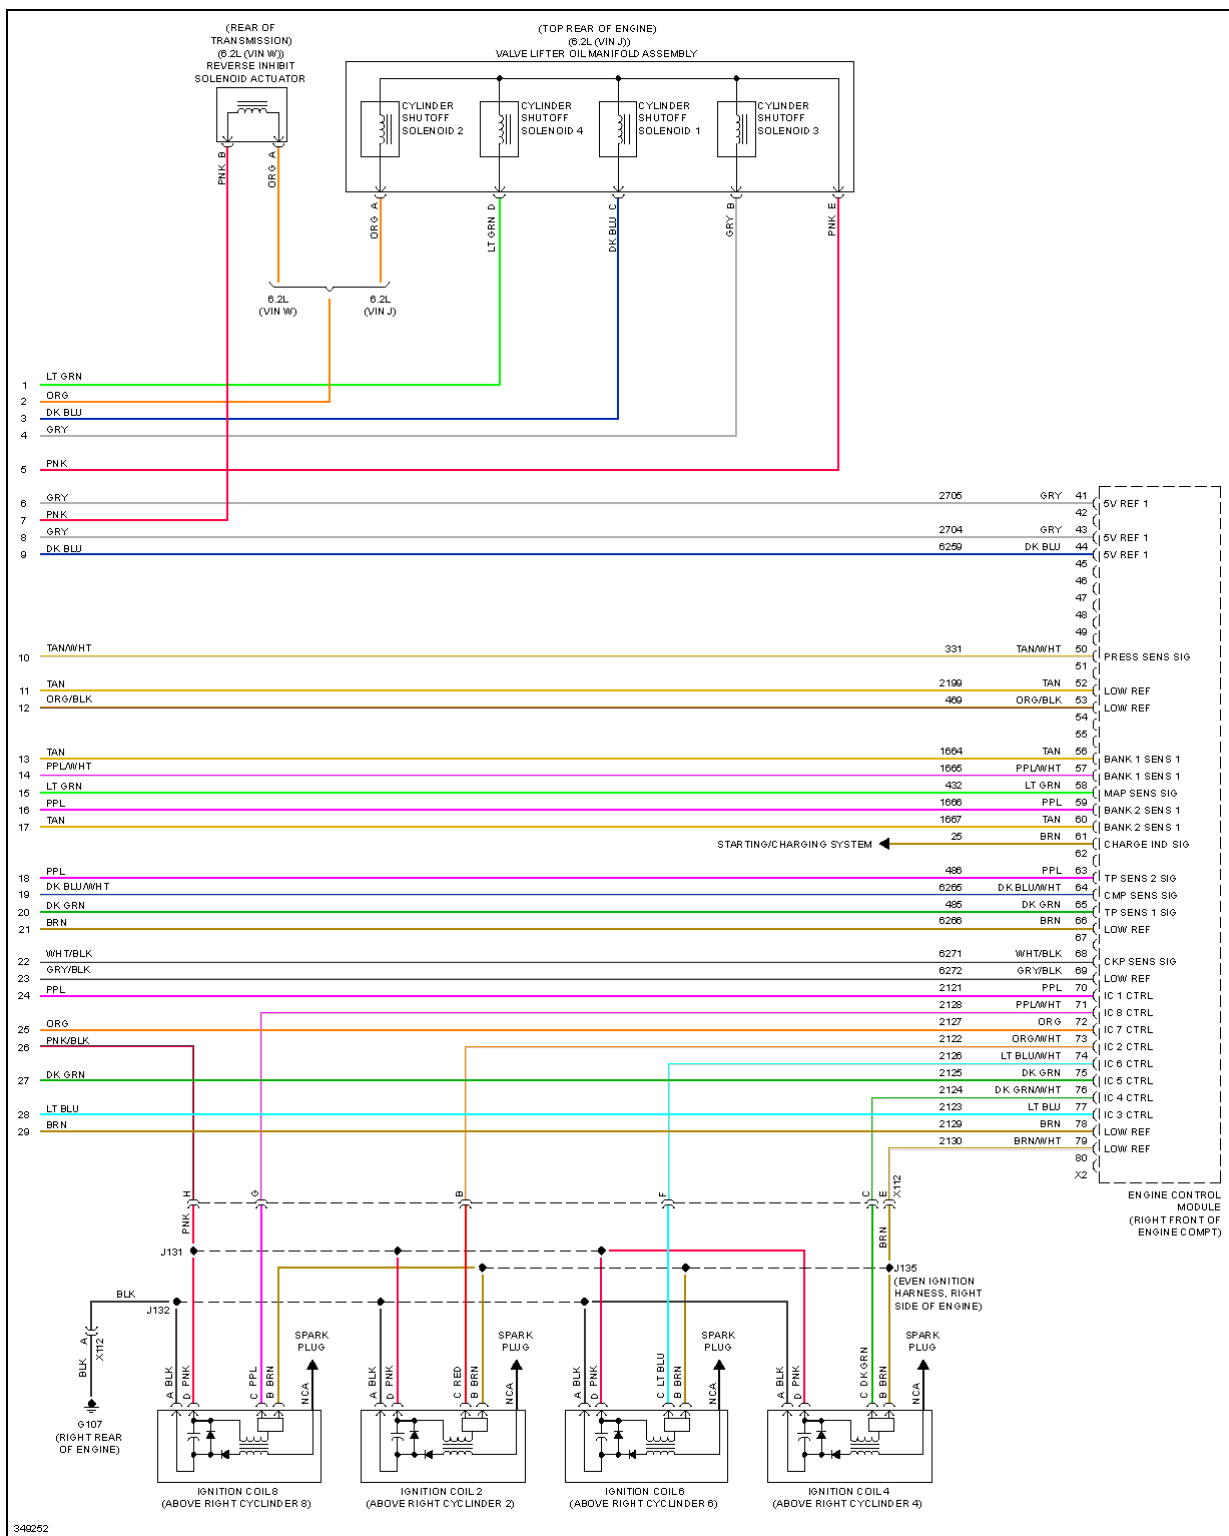 (REAR OF
TRANSMISSION)
(6.2L (VIN W))
REVERSE INHIBIT
SOLENOID ACTUATOR
(TOP REAR OF ENGINE)
(6.2L (VIN J))
VALVE LIFTER OIL MANIFOLD ASSEMBLY
CYLINDER
SHUTOFF
SOLENOID 2
CYLINDER
SHUTOFF
SOLENOID 4
CYLINDER
SHUTOFF
SOLENOID 1
CYLINDER
SHUTOFF
SOLENOID 3
PNK B
ORG A
ORG A
LT GRN D
DK BLU C
GRY B
PNK E
6.2L
(VIN W)
6.2L
(VIN J)
1 LT GRN
2 ORG
3 DK BLU
4 GRY
5 PNK
6 GRY 2705 GRY 41 5V REF 1
7 PNK 42
8 GRY 2704 GRY 43 5V REF 1
9 DK BLU 6259 DK BLU 44 5V REF 1
45
46
47
48
49
10 TAN/WHT 331 TAN/WHT 50 PRESS SENS SIG
51
11 TAN 2199 TAN 52 LOW REF
12 ORG/BLK 469 ORG/BLK 53 LOW REF
54
55
13 TAN 1664 TAN 56 BANK 1 SENS 1
14 PPL/WHT 1665 PPL/WHT 57 BANK 1 SENS 1
15 LT GRN 432 LT GRN 58 MAP SENS SIG
16 PPL 1666 PPL 59 BANK 2 SENS 1
17 TAN 1667 TAN 60 BANK 2 SENS 1
STARTING/CHARGING SYSTEM 25 BRN 61 CHARGE IND SIG
62
18 PPL 486 PPL 63 TP SENS 2 SIG
19 DK BLU/WHT 6265 DK BLU/WHT 64 CMP SENS SIG
20 DK GRN 485 DK GRN 65 TP SENS 1 SIG
21 BRN 6266 BRN 66 LOW REF
67
22 WHT/BLK 6271 WHT/BLK 68 CKP SENS SIG
23 GRY/BLK 6272 GRY/BLK 69 LOW REF
24 PPL 2121 PPL 70 IC 1 CTRL
2128 PPL/WHT 71 IC 8 CTRL
25 ORG 2127 ORG 72 IC 7 CTRL
26 PNK/BLK 2122 ORG/WHT 73 IC 2 CTRL
2126 LT BLU/WHT 74 IC 6 CTRL
27 DK GRN 2125 DK GRN 75 IC 5 CTRL
2124 DK GRN/WHT 76 IC 4 CTRL
28 LT BLU 2123 LT BLU 77 IC 3 CTRL
29 BRN 2129 BRN 78 LOW REF
2130 BRN/WHT 79 LOW REF
80
X2
ENGINE CONTROL
MODULE
(RIGHT FRONT OF
ENGINE COMPT)
H
G
B
F
C
E
X112
PNK
BRN
J131
J135
(EVEN IGNITION
HARNESS, RIGHT
SIDE OF ENGINE)
BLK
J132
A
X112
BLK
G107
(RIGHT REAR
OF ENGINE)
SPARK
PLUG
SPARK
PLUG
SPARK
PLUG
SPARK
PLUG
A BLK
D PNK
C PPL
B BRN
NCA
A BLK
D PNK
C RED
B BRN
NCA
A BLK
D PNK
C LT BLU
B BRN
NCA
A BLK
D PNK
C DK GRN
B BRN
NCA
IGNITION COIL 8
(ABOVE RIGHT CYCLINDER 8)
IGNITION COIL 2
(ABOVE RIGHT CYCLINDER 2)
IGNITION COIL 6
(ABOVE RIGHT CYCLINDER 6)
IGNITION COIL 4
(ABOVE RIGHT CYCLINDER 4)
349252